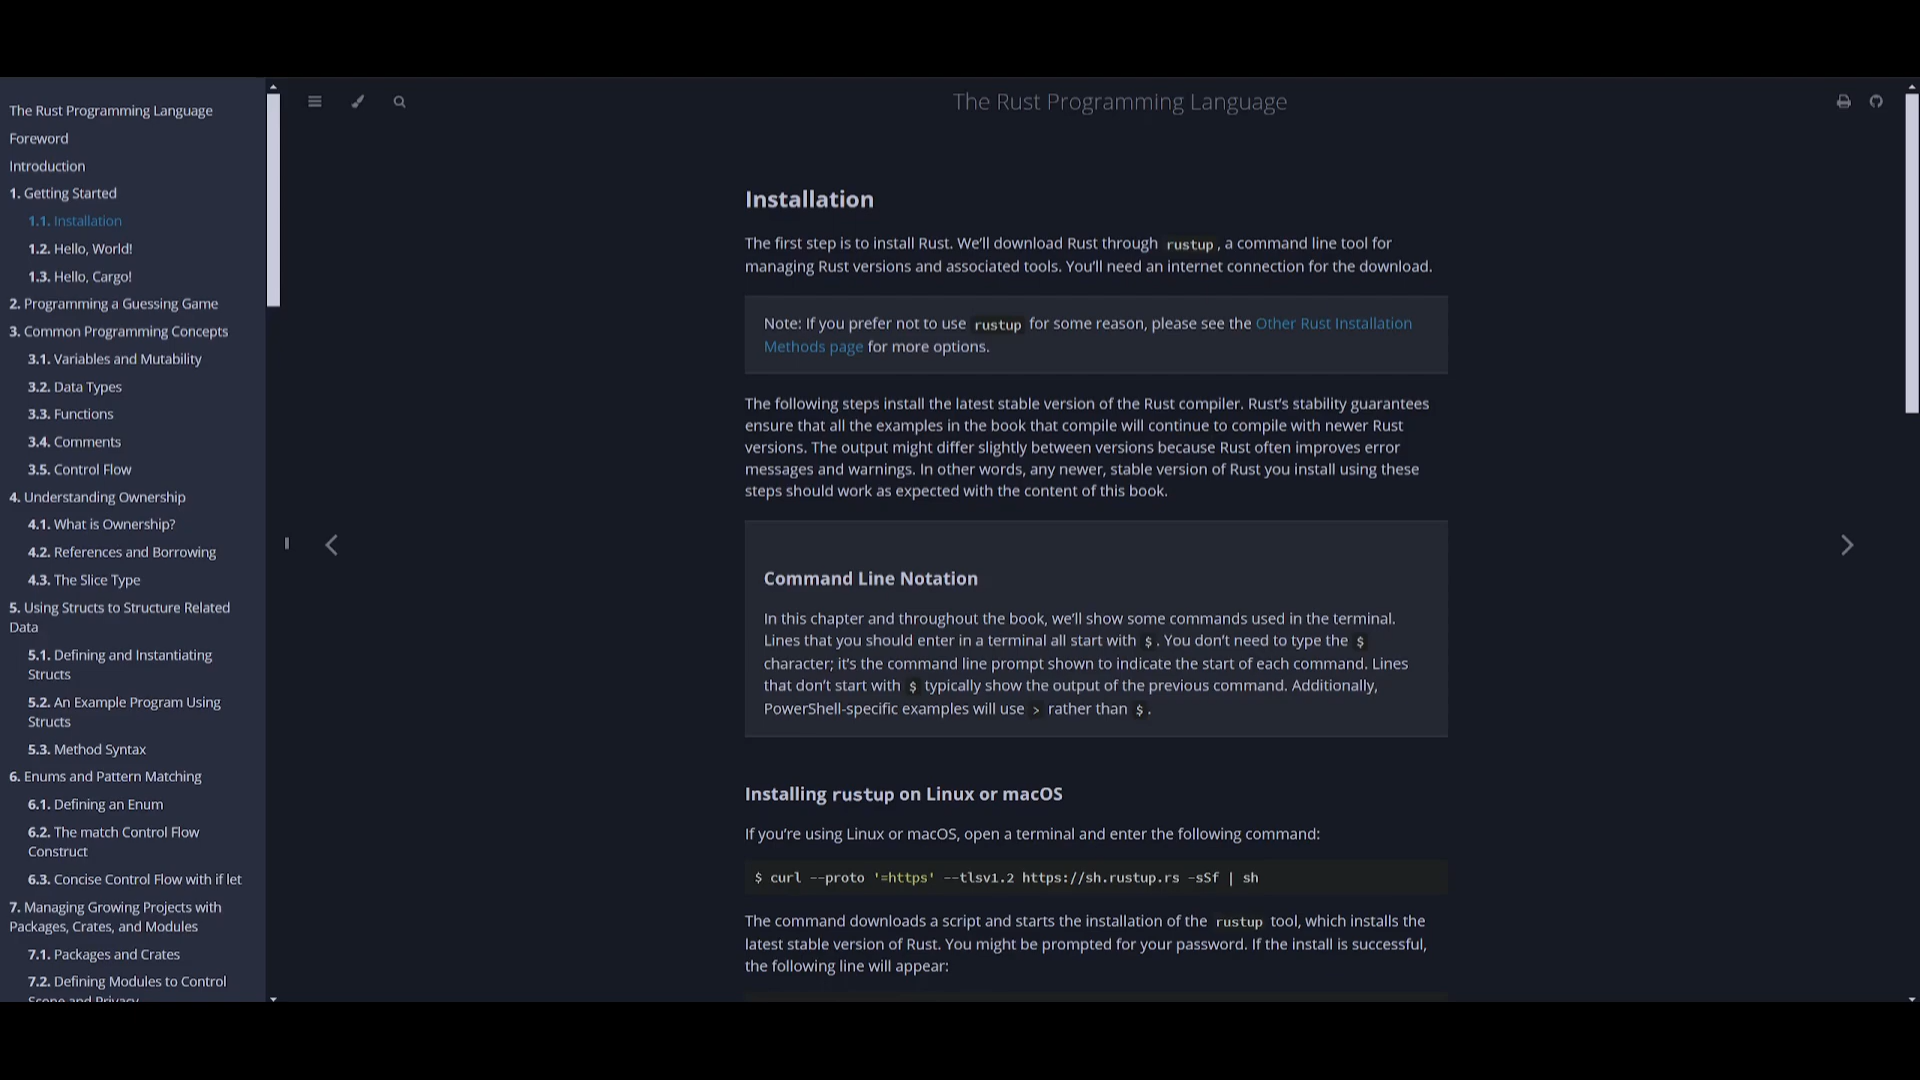 The Rust Programming Language
Foreword
Introduction
1. Getting Started
1.1. Installation
1.2. Hello, World!
1.3. Hello, Cargo!
2. Programming a Guessing Game
3. Common Programming Concepts
3.1. Variables and Mutability
3.2. Data Types
3.3. Functions
3.4. Comments
3.5. Control Flow
4. Understanding Ownership
4.1. What is Ownership?
4.2. References and Borrowing
4.3. The Slice Type
5. Using Structs to Structure Related
Data
5.1. Defining and Instantiating
Structs
5.2. An Example Program Using
Structs
5.3. Method Syntax
6. Enums and Pattern Matching
6.1. Defining an Enum
6.2. The match Control Flow
Construct
6.3. Concise Control Flow with if let
7. Managing Growing Projects with
Packages, Crates, and Modules
7.1. Packages and Crates
7.2. Defining Modules to Control
Scope and Privacy
The Rust Programming Language
Installation
The first step is to install Rust. We’ll download Rust through rustup, a command line tool for
managing Rust versions and associated tools. You’ll need an internet connection for the download.
Note: If you prefer not to use rustup for some reason, please see the Other Rust Installation
Methods page for more options.
The following steps install the latest stable version of the Rust compiler. Rust’s stability guarantees
ensure that all the examples in the book that compile will continue to compile with newer Rust
versions. The output might differ slightly between versions because Rust often improves error
messages and warnings. In other words, any newer, stable version of Rust you install using these
steps should work as expected with the content of this book.
Command Line Notation
In this chapter and throughout the book, we’ll show some commands used in the terminal.
Lines that you should enter in a terminal all start with $. You don’t need to type the $
character; it’s the command line prompt shown to indicate the start of each command. Lines
that don’t start with $ typically show the output of the previous command. Additionally,
PowerShell-specific examples will use > rather than $.
Installing rustup on Linux or macOS
If you’re using Linux or macOS, open a terminal and enter the following command:
$ curl --proto '=https' --tlsv1.2 https://sh.rustup.rs -sSf | sh
The command downloads a script and starts the installation of the rustup tool, which installs the
latest stable version of Rust. You might be prompted for your password. If the install is successful,
the following line will appear: